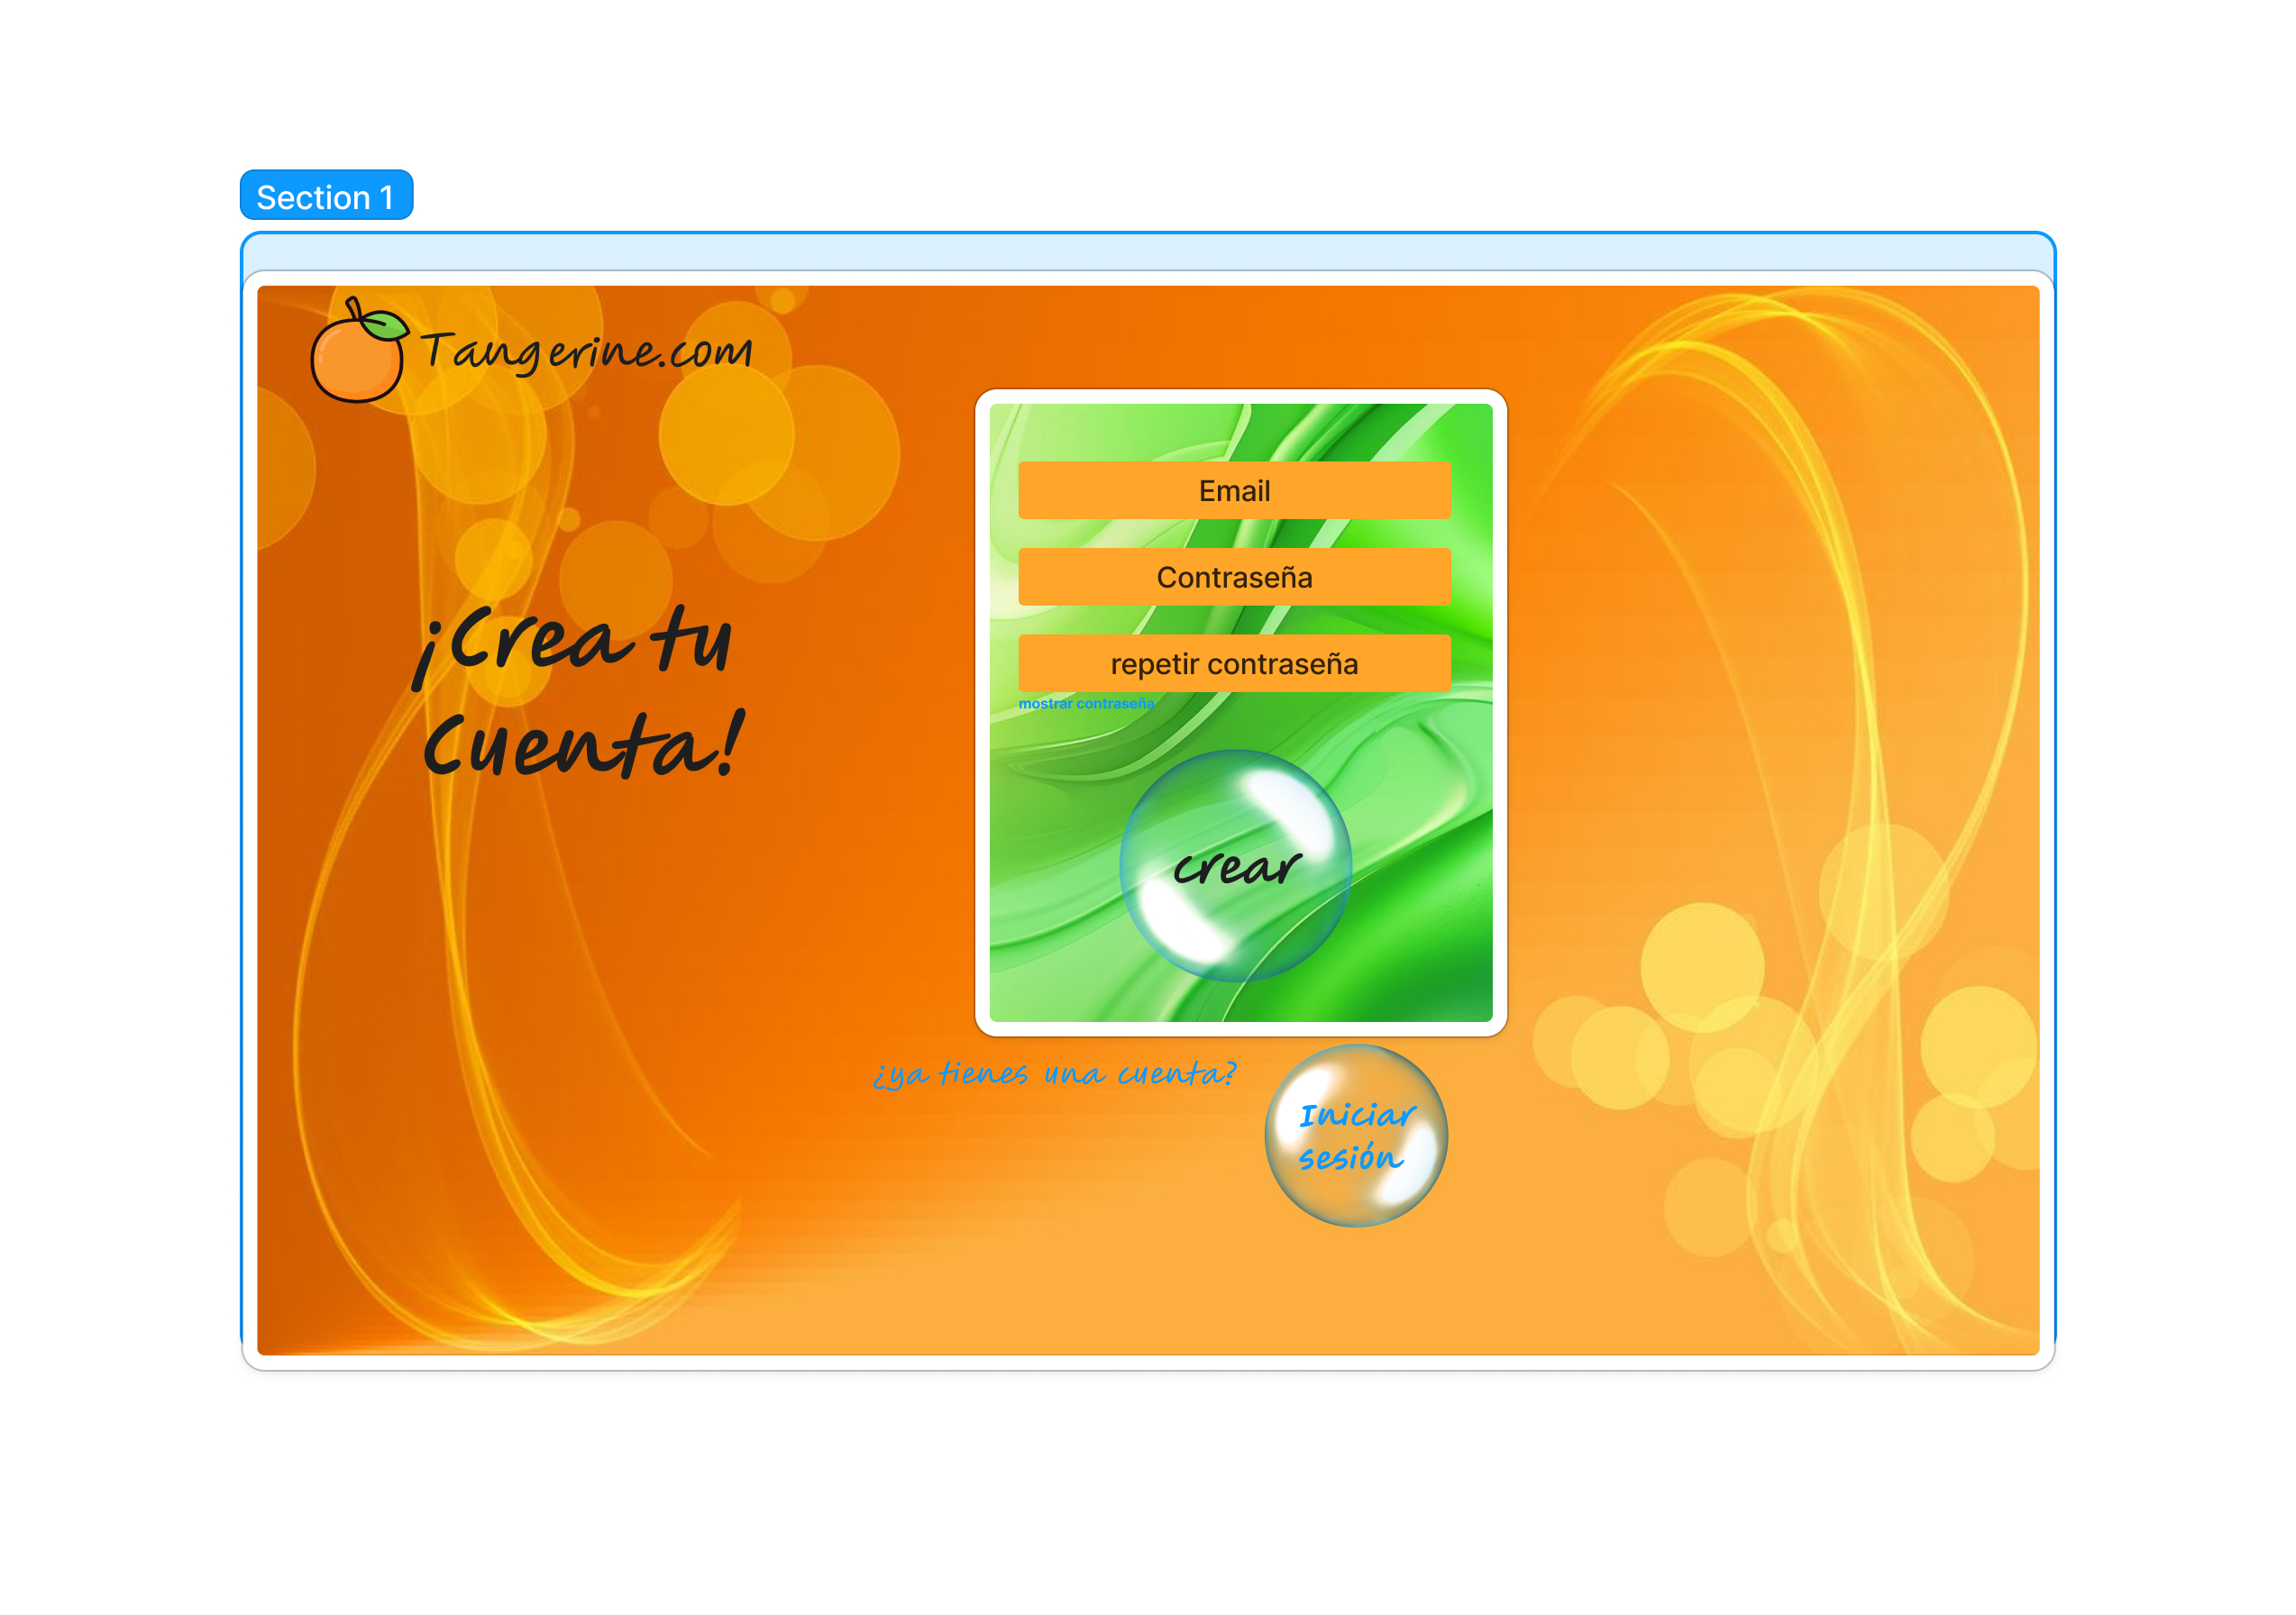 Section 1
Tangerine.com
¡Crea tu
Cuenta!
Email
Contraseña
repetir contraseña
mostrar contraseña
crear
¿ya tienes una cuenta?
Iniciar
sesión